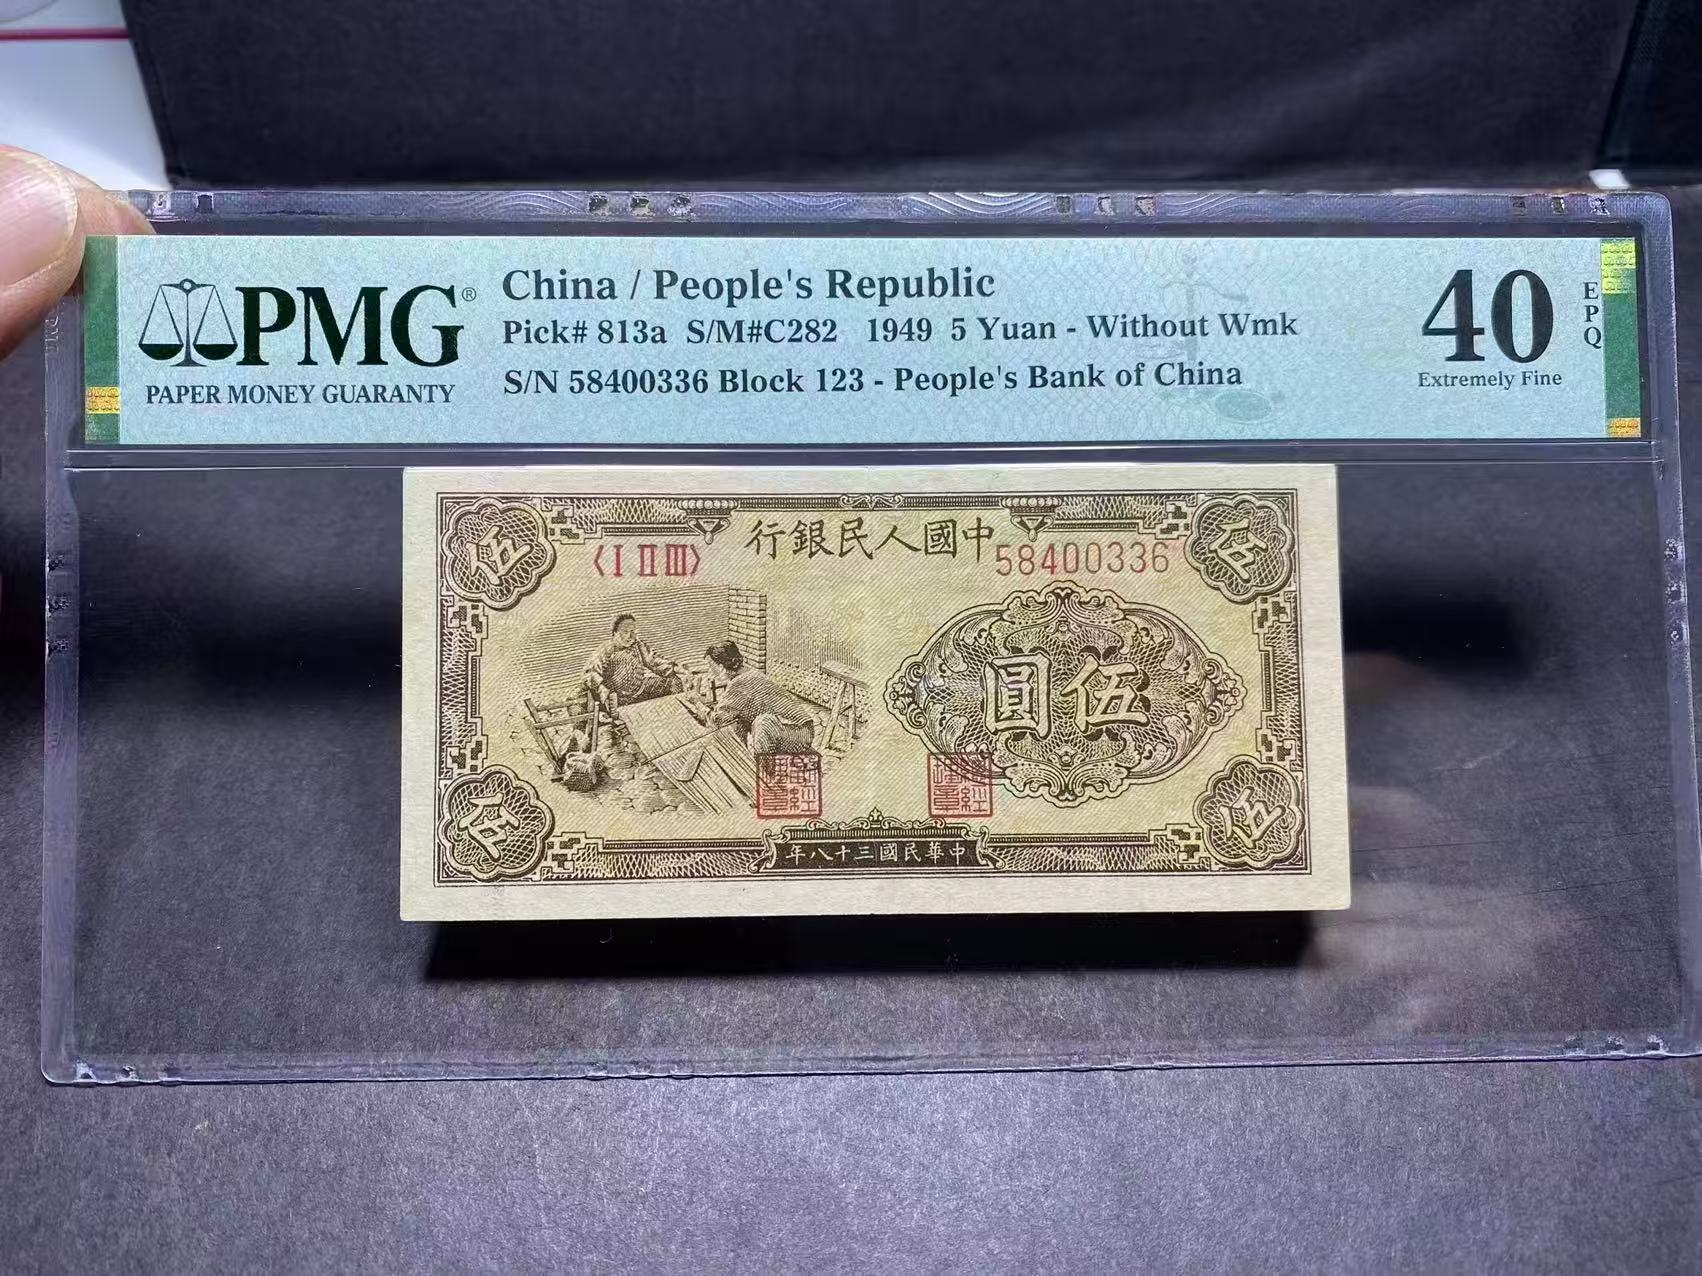 PMG®
PAPER MONEY GUARANTY
China / People's Republic
Pick# 813a S/M#C282 1949 5 Yuan - Without Wmk
S/N 58400336 Block 123 - People's Bank of China
40
EPQ
Extremely Fine
行銀民人國中
〈I II III〉
58400336
伍
伍
圓伍
伍
伍
年八十三國民華中